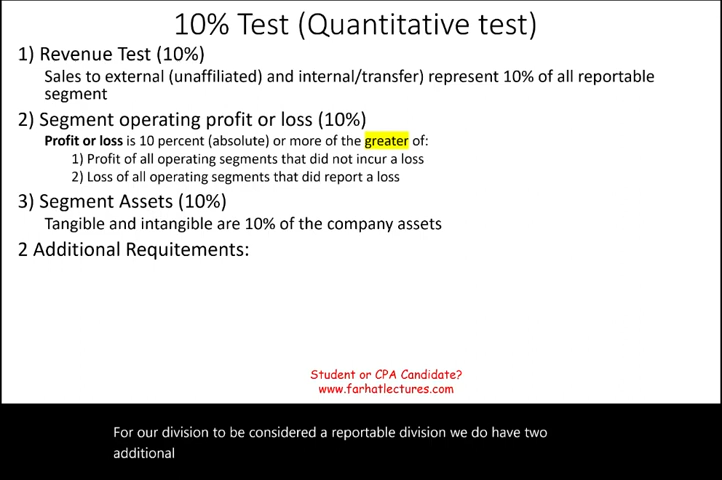 10% Test (Quantitative test)
1) Revenue Test (10%)
Sales to external (unaffiliated) and internal/transfer) represent 10% of all reportable
segment
2) Segment operating profit or loss (10%)
Profit or loss is 10 percent (absolute) or more of the greater of:
1) Profit of all operating segments that did not incur a loss
2) Loss of all operating segments that did report a loss
3) Segment Assets (10%)
Tangible and intangible are 10% of the company assets
2 Additional Requitements:
Student or CPA Candidate?
www.farhatlectures.com
For our division to be considered a reportable division we do have two
additional